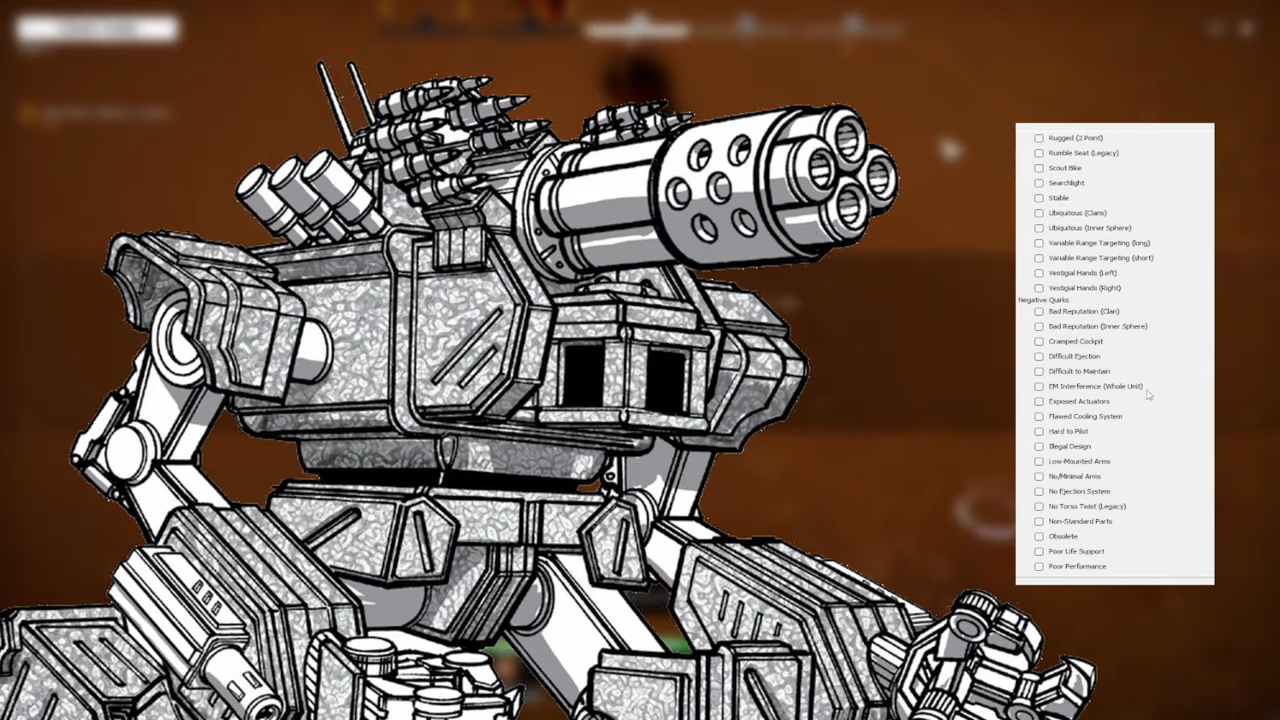 Rugged (2 Point)
Rumble Seat (Legacy)
Scout Bike
Searchlight
Stable
Ubiquitous (Clans)
Ubiquitous (Inner Sphere)
Variable Range Targeting (long)
Variable Range Targeting (short)
Vestigial Hands (Left)
Vestigial Hands (Right)
Negative Quirks
Bad Reputation (Clan)
Bad Reputation (Inner Sphere)
Cramped Cockpit
Difficult Ejection
Difficult to Maintain
EM Interference (Whole Unit)
Exposed Actuators
Flawed Cooling System
Hard to Pilot
Illegal Design
Low-Mounted Arms
No/Minimal Arms
No Ejection System
No Torso Twist (Legacy)
Non-Standard Parts
Obsolete
Poor Life Support
Poor Performance